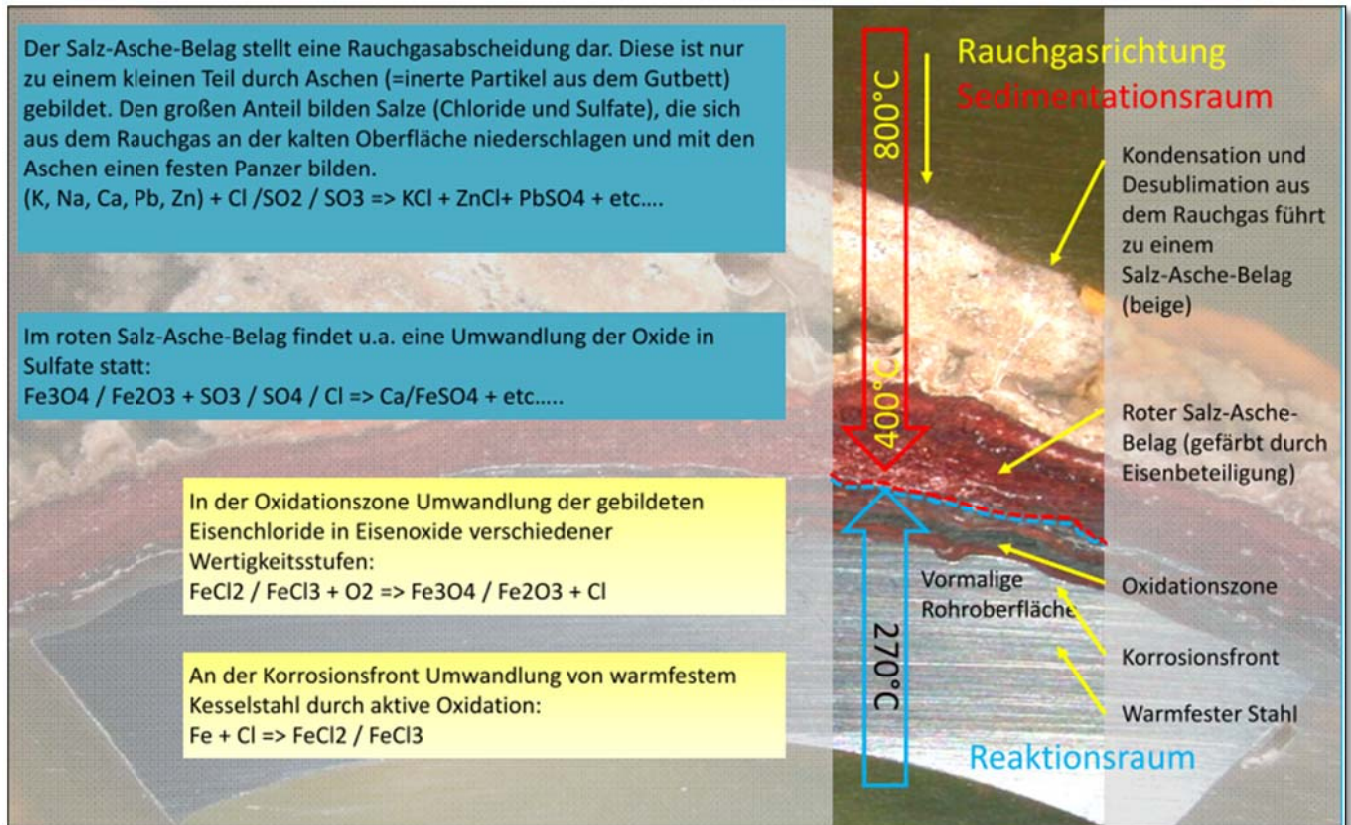 Der Salz-Asche-Belag stellt eine Rauchgasabscheidung dar. Diese ist nur
zu einem kleinen Teil durch Aschen (=inerte Partikel aus dem Gutbett)
gebildet. Den großen Anteil bilden Salze (Chloride und Sulfate), die sich
aus dem Rauchgas an der kalten Oberfläche niederschlagen und mit den
Aschen einen festen Panzer bilden.
(K, Na, Ca, Pb, Zn) + Cl /SO2 / SO3 => KCl + ZnCl+ PbSO4 + etc....
Im roten Salz-Asche-Belag findet u.a. eine Umwandlung der Oxide in
Sulfate statt:
Fe3O4 / Fe2O3 + SO3 / SO4 / Cl => Ca/FeSO4 + etc.....
In der Oxidationszone Umwandlung der gebildeten
Eisenchloride in Eisenoxide verschiedener
Wertigkeitsstufen:
FeCl2 / FeCl3 + O2 => Fe3O4 / Fe2O3 + Cl
An der Korrosionsfront Umwandlung von warmfestem
Kesselstahl durch aktive Oxidation:
Fe + Cl => FeCl2 / FeCl3
800°C
400°C
270°C
Rauchgasrichtung
Sedimentationsraum
Kondensation und
Desublimation aus
dem Rauchgas führt
zu einem
Salz-Asche-Belag
(beige)
Roter Salz-Asche-
Belag (gefärbt durch
Eisenbeteiligung)
Vormalige
Rohroberfläche
Oxidationszone
Korrosionsfront
Warmfester Stahl
Reaktionsraum